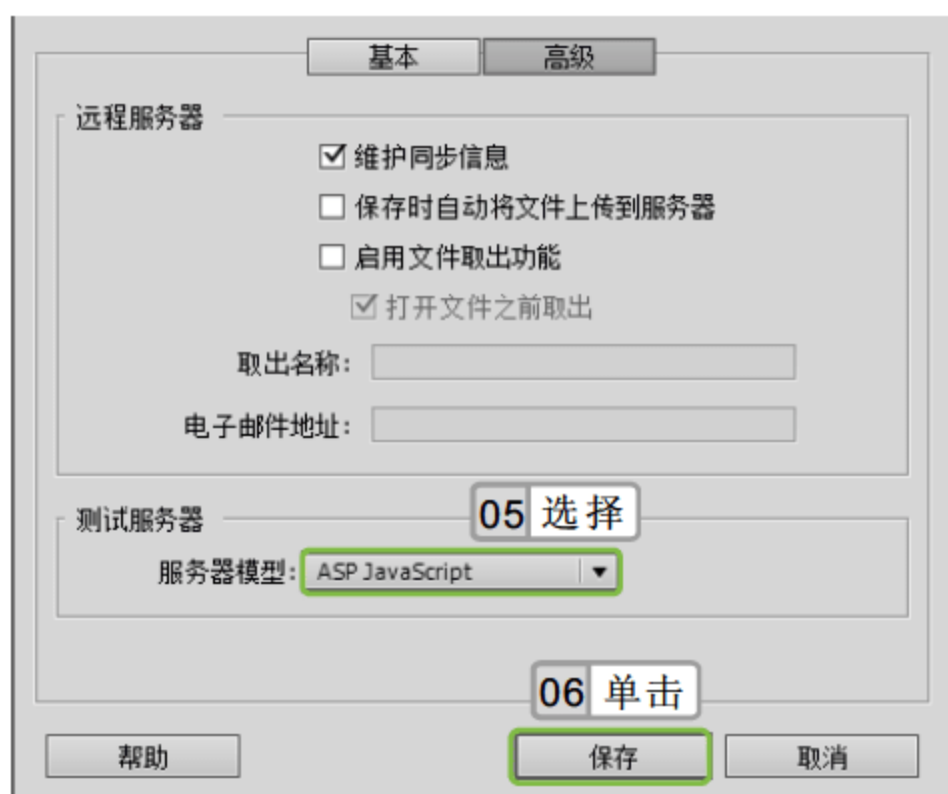 基本 高级
远程服务器
维护同步信息
保存时自动将文件上传到服务器
启用文件取出功能
打开文件之前取出
取出名称:
电子邮件地址:
05 选择
测试服务器
服务器模型: ASP JavaScript
06 单击
帮助 保存 取消